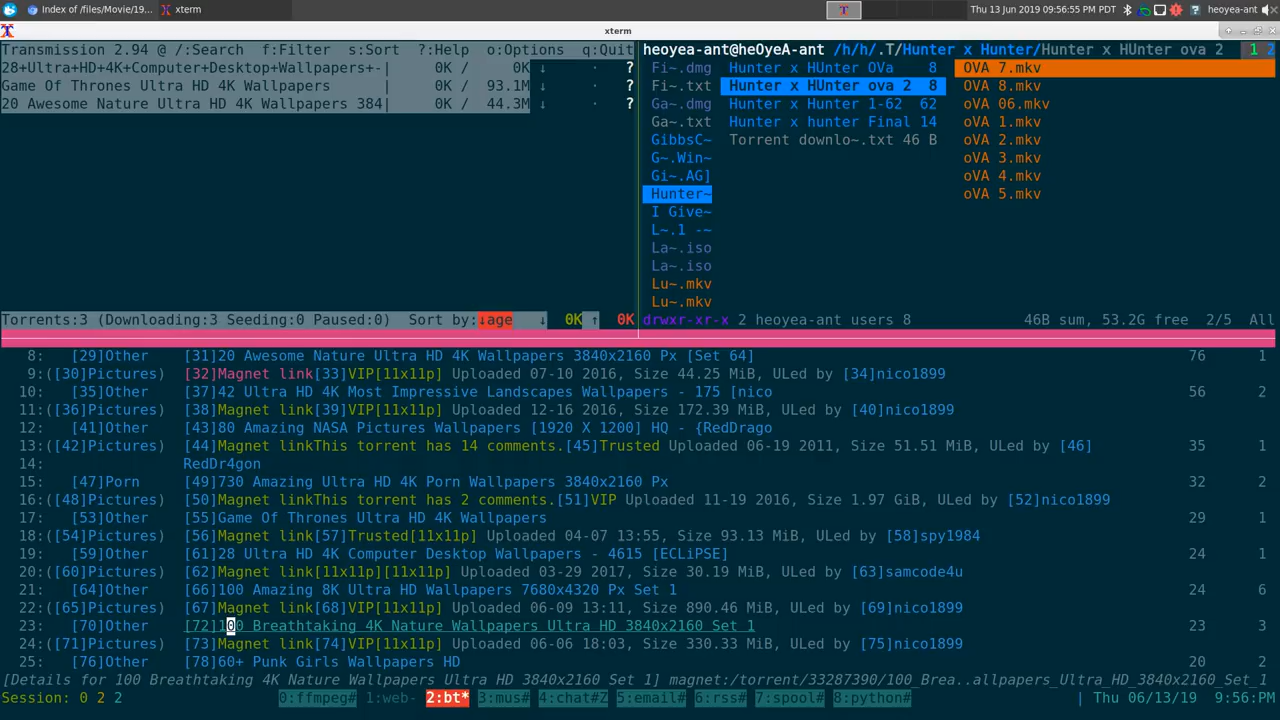 Index of /files/Movie/19... xterm Thu 13 Jun 2019 09:56:55 PM PDT heoyea-ant
xterm
Transmission 2.94 @ /:Search f:Filter s:Sort ?:Help o:Options q:Quit
28+Ultra+HD+4K+Computer+Desktop+Wallpapers+-| 0K / 0K ↓ · ?
Game Of Thrones Ultra HD 4K Wallpapers | 0K / 93.1M ↓ · ?
20 Awesome Nature Ultra HD 4K Wallpapers 384| 0K / 44.3M ↓ · ?
Torrents:3 (Downloading:3 Seeding:0 Paused:0) Sort by:↓age ↓ 0K ↑ 0K
heoyea-ant@heOyeA-ant /h/h/.T/Hunter x Hunter/Hunter x HUnter ova 2 1 2
Fi~.dmg Hunter x HUnter OVa 8 OVA 7.mkv
Fi~.txt Hunter x HUnter ova 2 8 OVA 8.mkv
Ga~.dmg Hunter x Hunter 1-62 62 oVA 06.mkv
Ga~.txt Hunter x hunter Final 14 oVA 1.mkv
GibbsC~ Torrent downlo~.txt 46 B oVA 2.mkv
G~.Win~ oVA 3.mkv
Gi~.AG] oVA 4.mkv
Hunter~ oVA 5.mkv
I Give~
L~.1 -~
La~.iso
La~.iso
Lu~.mkv
Lu~.mkv
drwxr-xr-x 2 heoyea-ant users 8 46B sum, 53.2G free 2/5 All
8: [29]Other [31]20 Awesome Nature Ultra HD 4K Wallpapers 3840x2160 Px [Set 64] 76 1
9:([30]Pictures) [32]Magnet link[33]VIP[11x11p] Uploaded 07-10 2016, Size 44.25 MiB, ULed by [34]nico1899
10: [35]Other [37]42 Ultra HD 4K Most Impressive Landscapes Wallpapers - 175 [nico 56 2
11:([36]Pictures) [38]Magnet link[39]VIP[11x11p] Uploaded 12-16 2016, Size 172.39 MiB, ULed by [40]nico1899
12: [41]Other [43]80 Amazing NASA Pictures Wallpapers [1920 X 1200] HQ - {RedDrago
13:([42]Pictures) [44]Magnet linkThis torrent has 14 comments.[45]Trusted Uploaded 06-19 2011, Size 51.51 MiB, ULed by [46] 35 1
14: RedDr4gon
15: [47]Porn [49]730 Amazing Ultra HD 4K Porn Wallpapers 3840x2160 Px 32 2
16:([48]Pictures) [50]Magnet linkThis torrent has 2 comments.[51]VIP Uploaded 11-19 2016, Size 1.97 GiB, ULed by [52]nico1899
17: [53]Other [55]Game Of Thrones Ultra HD 4K Wallpapers 29 1
18:([54]Pictures) [56]Magnet link[57]Trusted[11x11p] Uploaded 04-07 13:55, Size 93.13 MiB, ULed by [58]spy1984
19: [59]Other [61]28 Ultra HD 4K Computer Desktop Wallpapers - 4615 [ECLiPSE] 24 1
20:([60]Pictures) [62]Magnet link[11x11p][11x11p] Uploaded 03-29 2017, Size 30.19 MiB, ULed by [63]samcode4u
21: [64]Other [66]100 Amazing 8K Ultra HD Wallpapers 7680x4320 Px Set 1 24 6
22:([65]Pictures) [67]Magnet link[68]VIP[11x11p] Uploaded 06-09 13:11, Size 890.46 MiB, ULed by [69]nico1899
23: [70]Other [72]100 Breathtaking 4K Nature Wallpapers Ultra HD 3840x2160 Set 1 23 3
24:([71]Pictures) [73]Magnet link[74]VIP[11x11p] Uploaded 06-06 18:03, Size 330.33 MiB, ULed by [75]nico1899
25: [76]Other [78]60+ Punk Girls Wallpapers HD 20 2
[Details for 100 Breathtaking 4K Nature Wallpapers Ultra HD 3840x2160 Set 1] magnet:/torrent/33287390/100_Brea..allpapers_Ultra_HD_3840x2160_Set_1
Session: 0 2 2 0:ffmpeg# 1:web- 2:bt* 3:mus# 4:chat#Z 5:email# 6:rss# 7:spool# 8:python# | Thu 06/13/19 9:56:PM